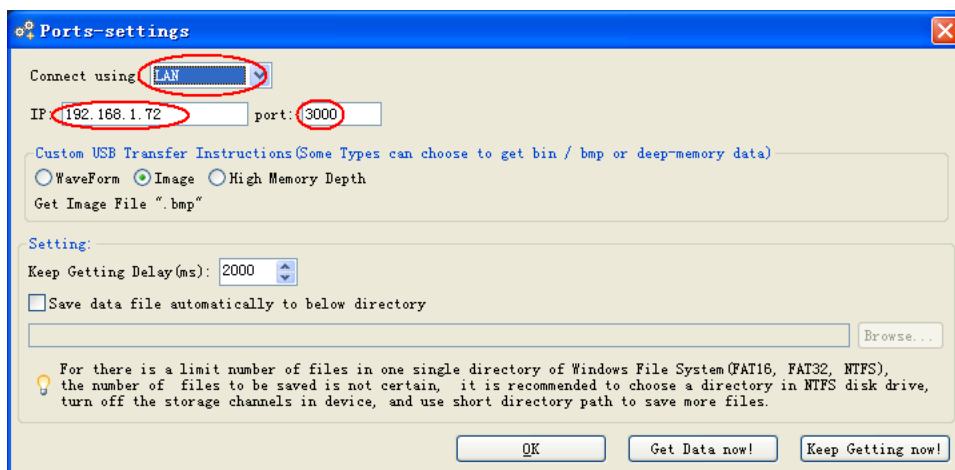 Ports-settings
Connect using: LAN
IP: 192.168.1.72 port: 3000
Custom USB Transfer Instructions(Some Types can choose to get bin / bmp or deep-memory data)
WaveForm Image High Memory Depth
Get Image File ".bmp"
Setting:
Keep Getting Delay(ms): 2000
Save data file automatically to below directory
Browse...
For there is a limit number of files in one single directory of Windows File System(FAT16, FAT32, NTFS),
the number of files to be saved is not certain, it is recommended to choose a directory in NTFS disk drive,
turn off the storage channels in device, and use short directory path to save more files.
OK Get Data now! Keep Getting now!